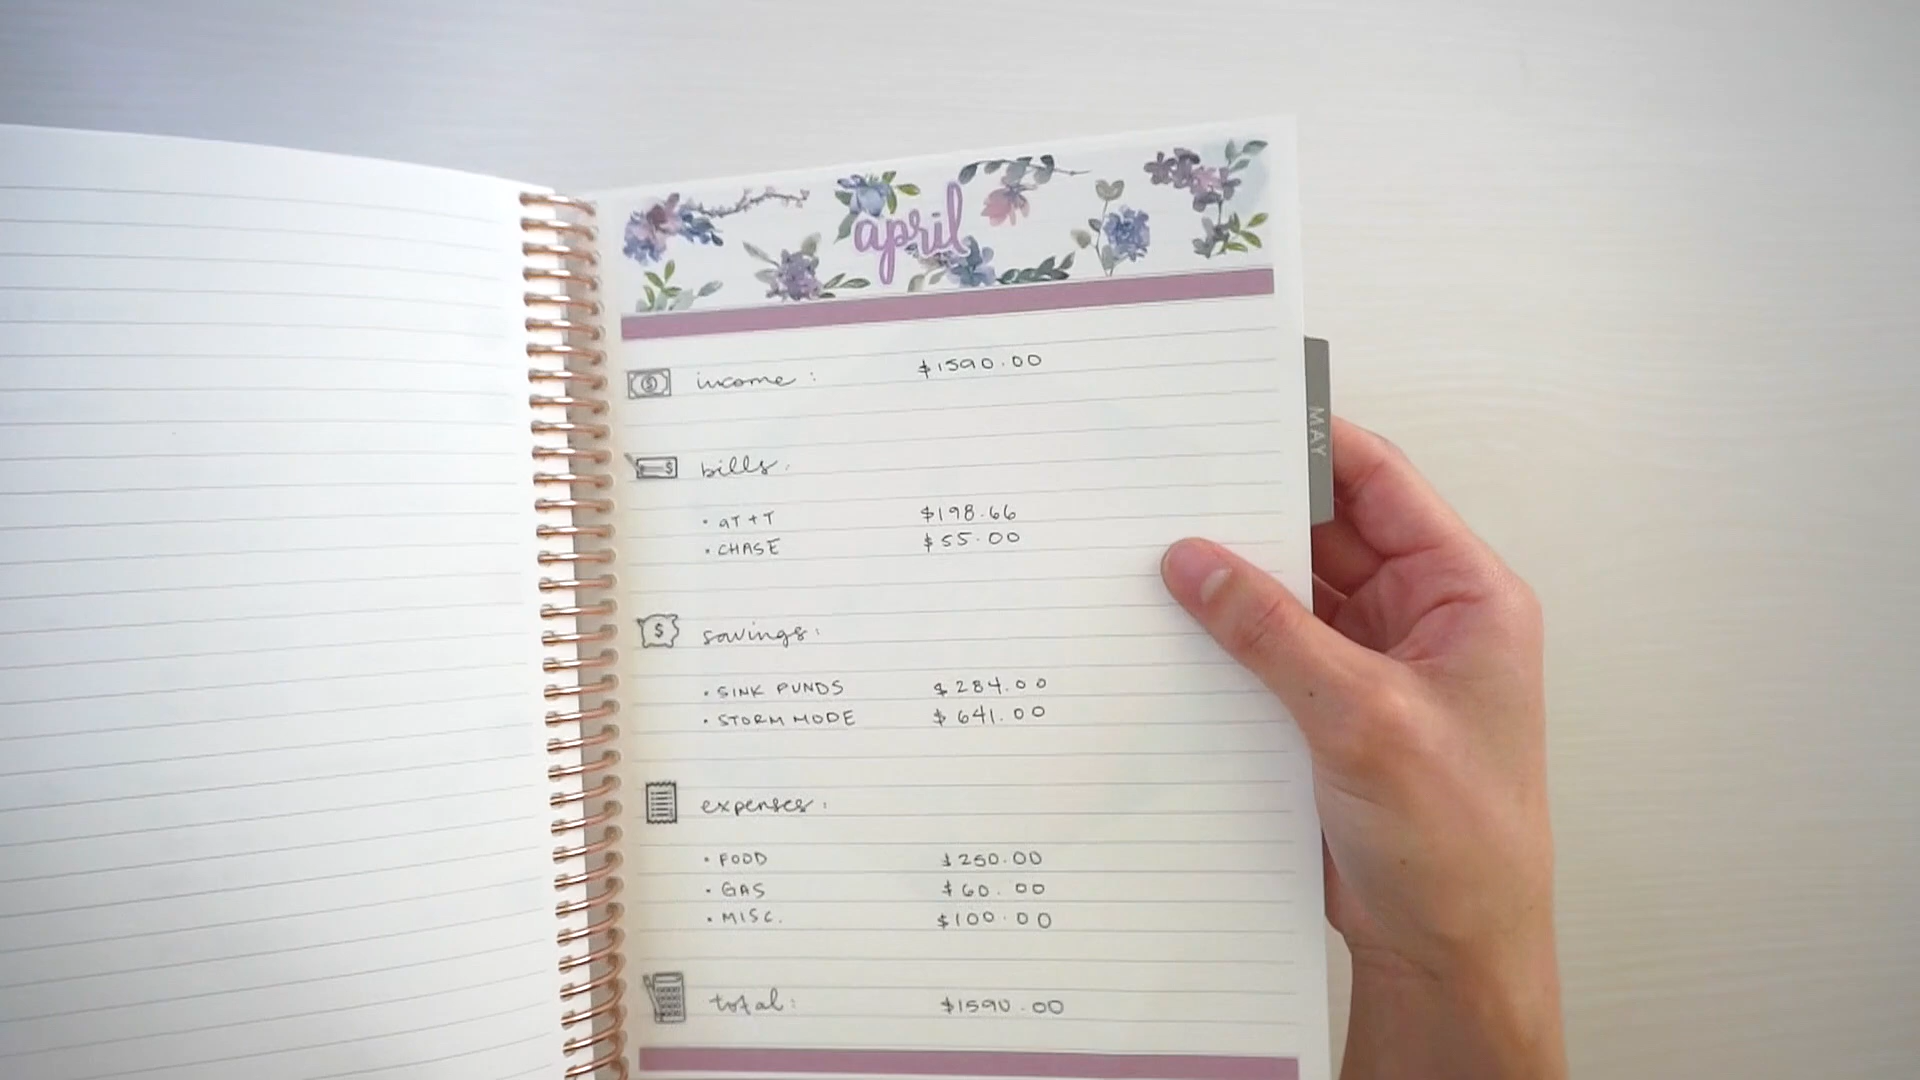 april
income: $1590.00
MAY
bills:
• aT+T $198.66
• CHASE $55.00
savings:
• SINK FUNDS $284.00
• STORM MODE $641.00
expenses:
• FOOD $250.00
• GAS $60.00
• MISC. $100.00
total: $1590.00